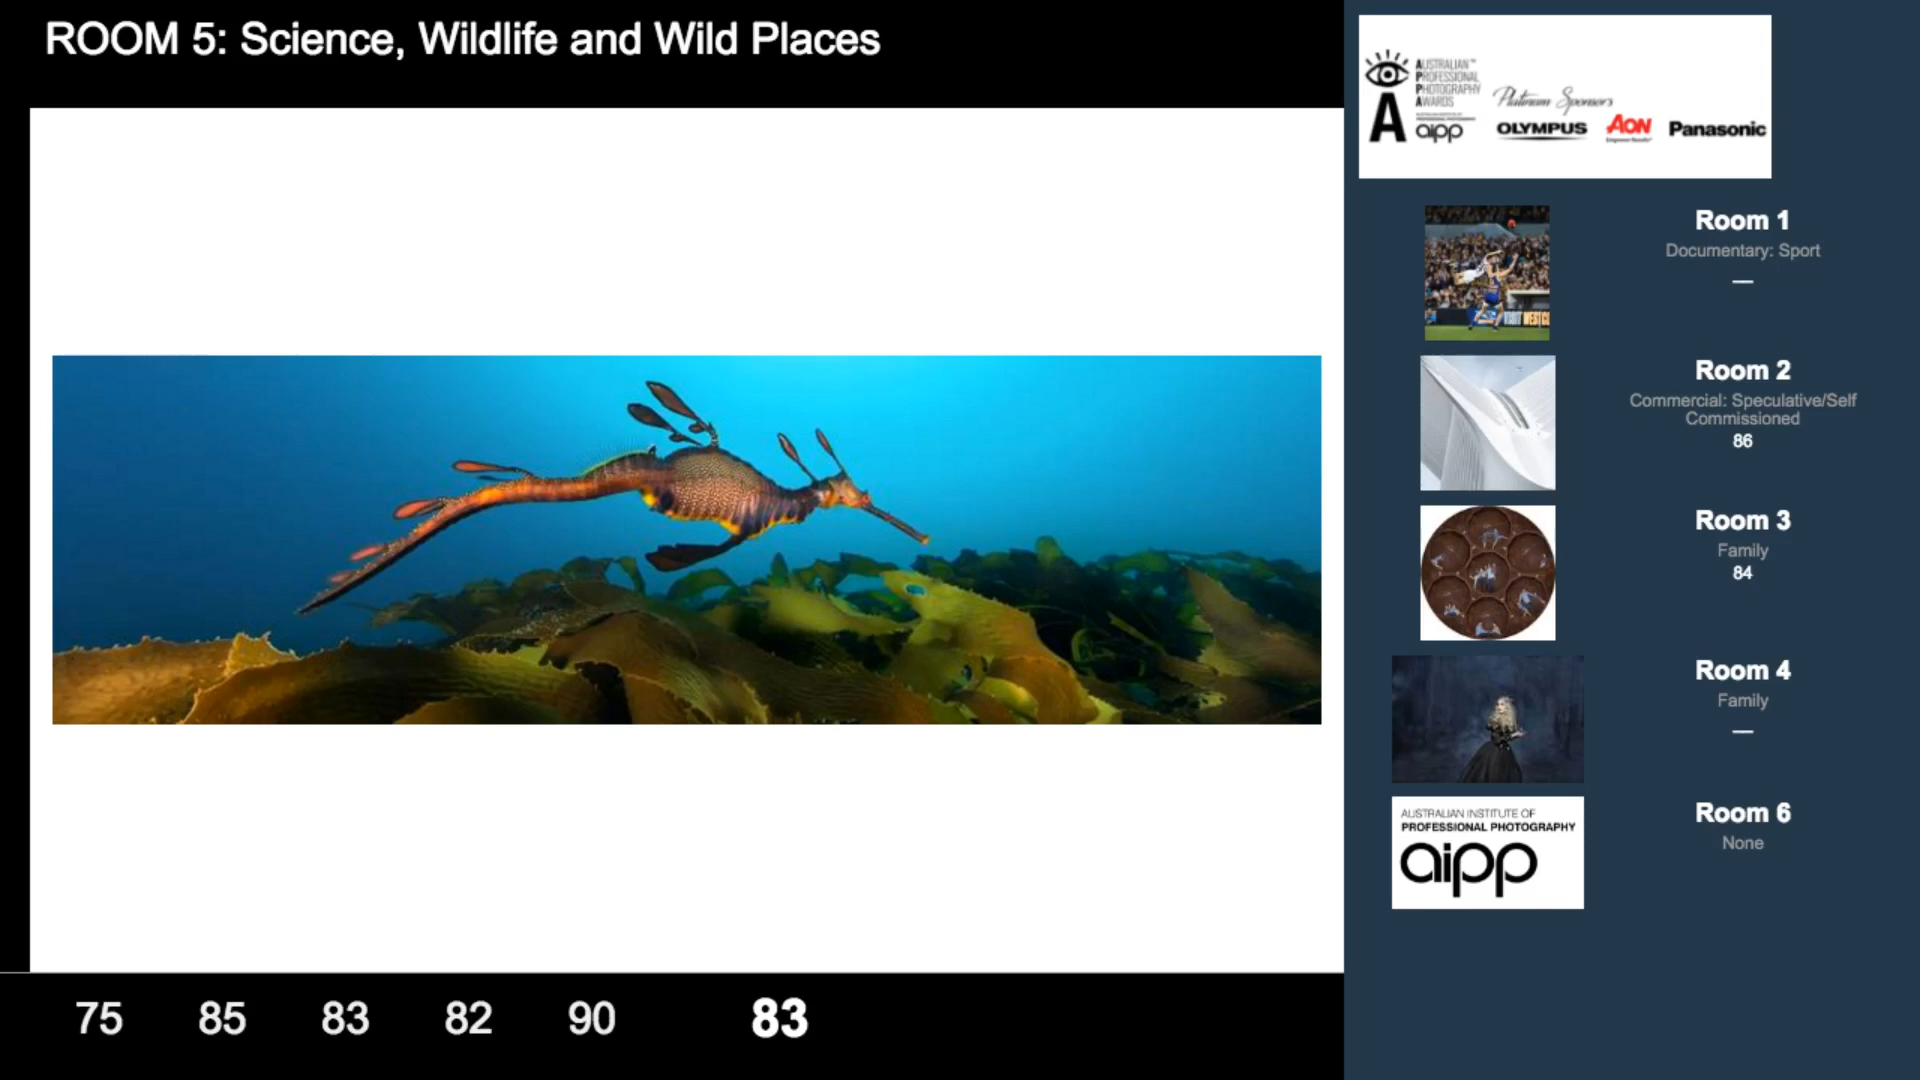 ROOM 5: Science, Wildlife and Wild Places
75 85 83 82 90 83
AUSTRALIAN™
PROFESSIONAL
PHOTOGRAPHY
AWARDS
A
aipp
Platinum Sponsors
OLYMPUS
AON
Panasonic
Room 1
Documentary: Sport
—
Room 2
Commercial: Speculative/Self
Commissioned
86
Room 3
Family
84
Room 4
Family
—
AUSTRALIAN INSTITUTE OF
PROFESSIONAL PHOTOGRAPHY
aipp
Room 6
None